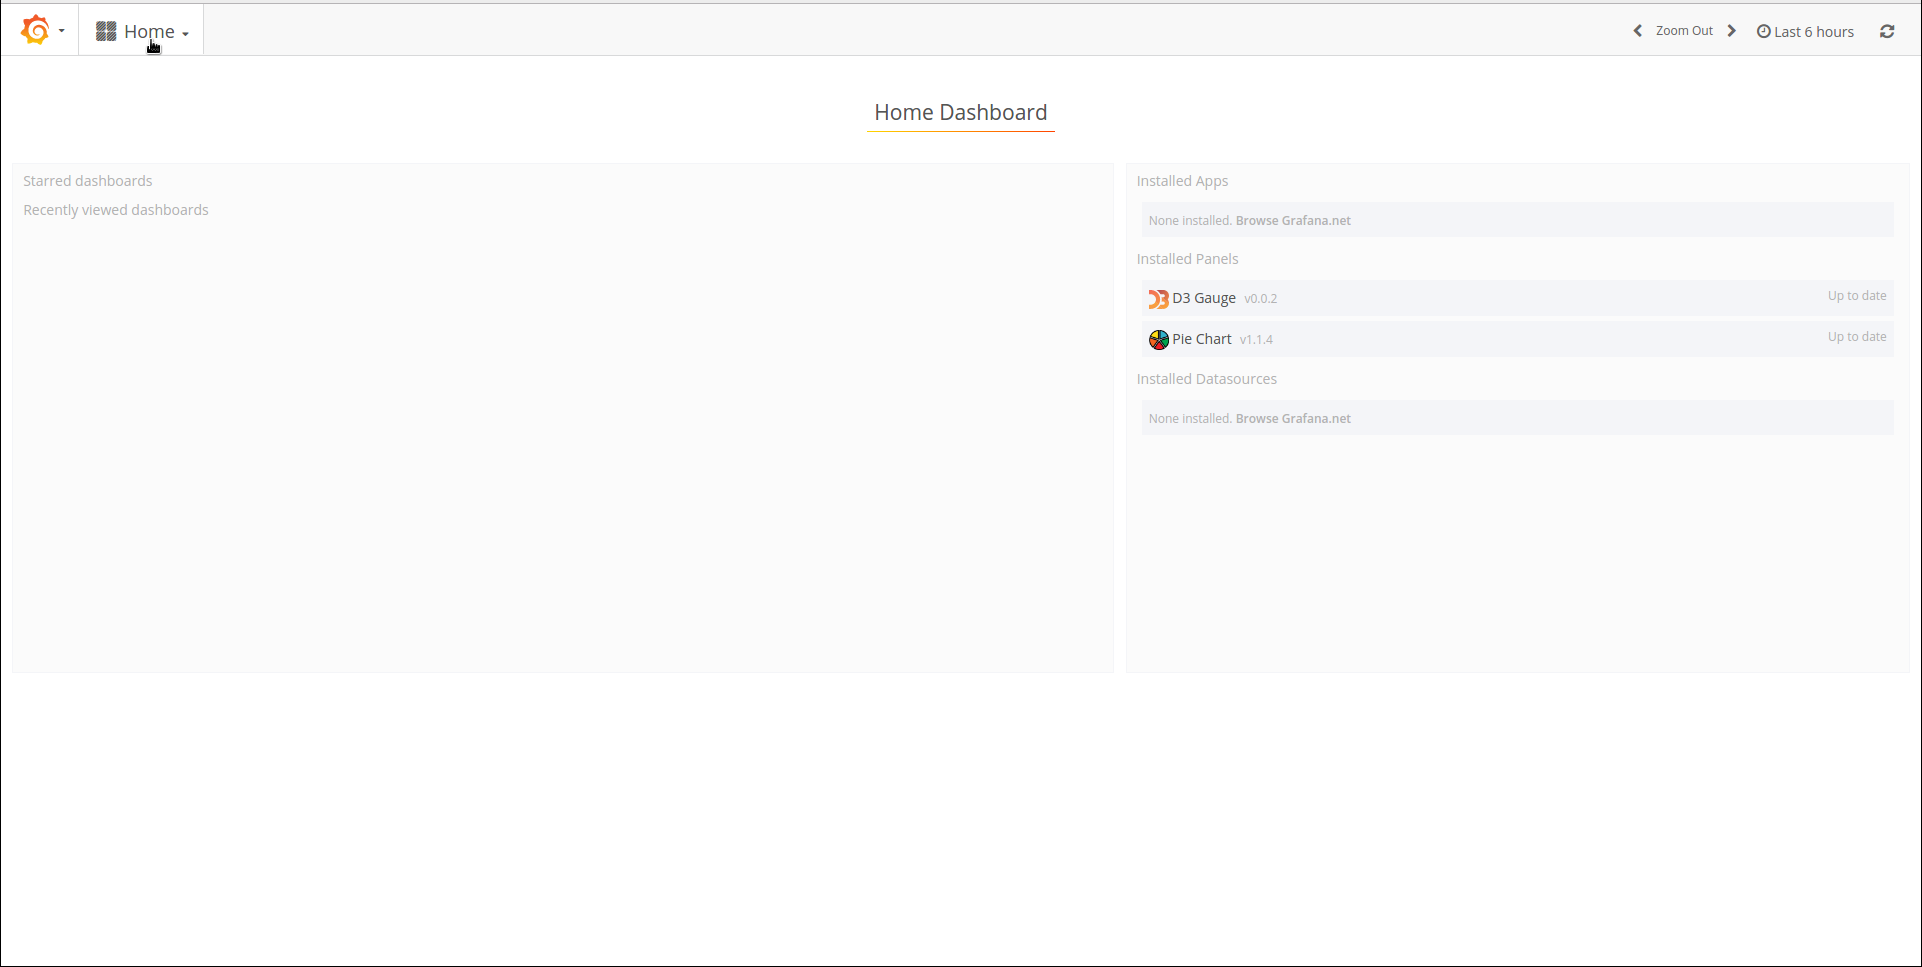 Home
Zoom Out
Last 6 hours
Home Dashboard
Starred dashboards
Recently viewed dashboards
Installed Apps
None installed. Browse Grafana.net
Installed Panels
D3 Gauge v0.0.2 Up to date
Pie Chart v1.1.4 Up to date
Installed Datasources
None installed. Browse Grafana.net